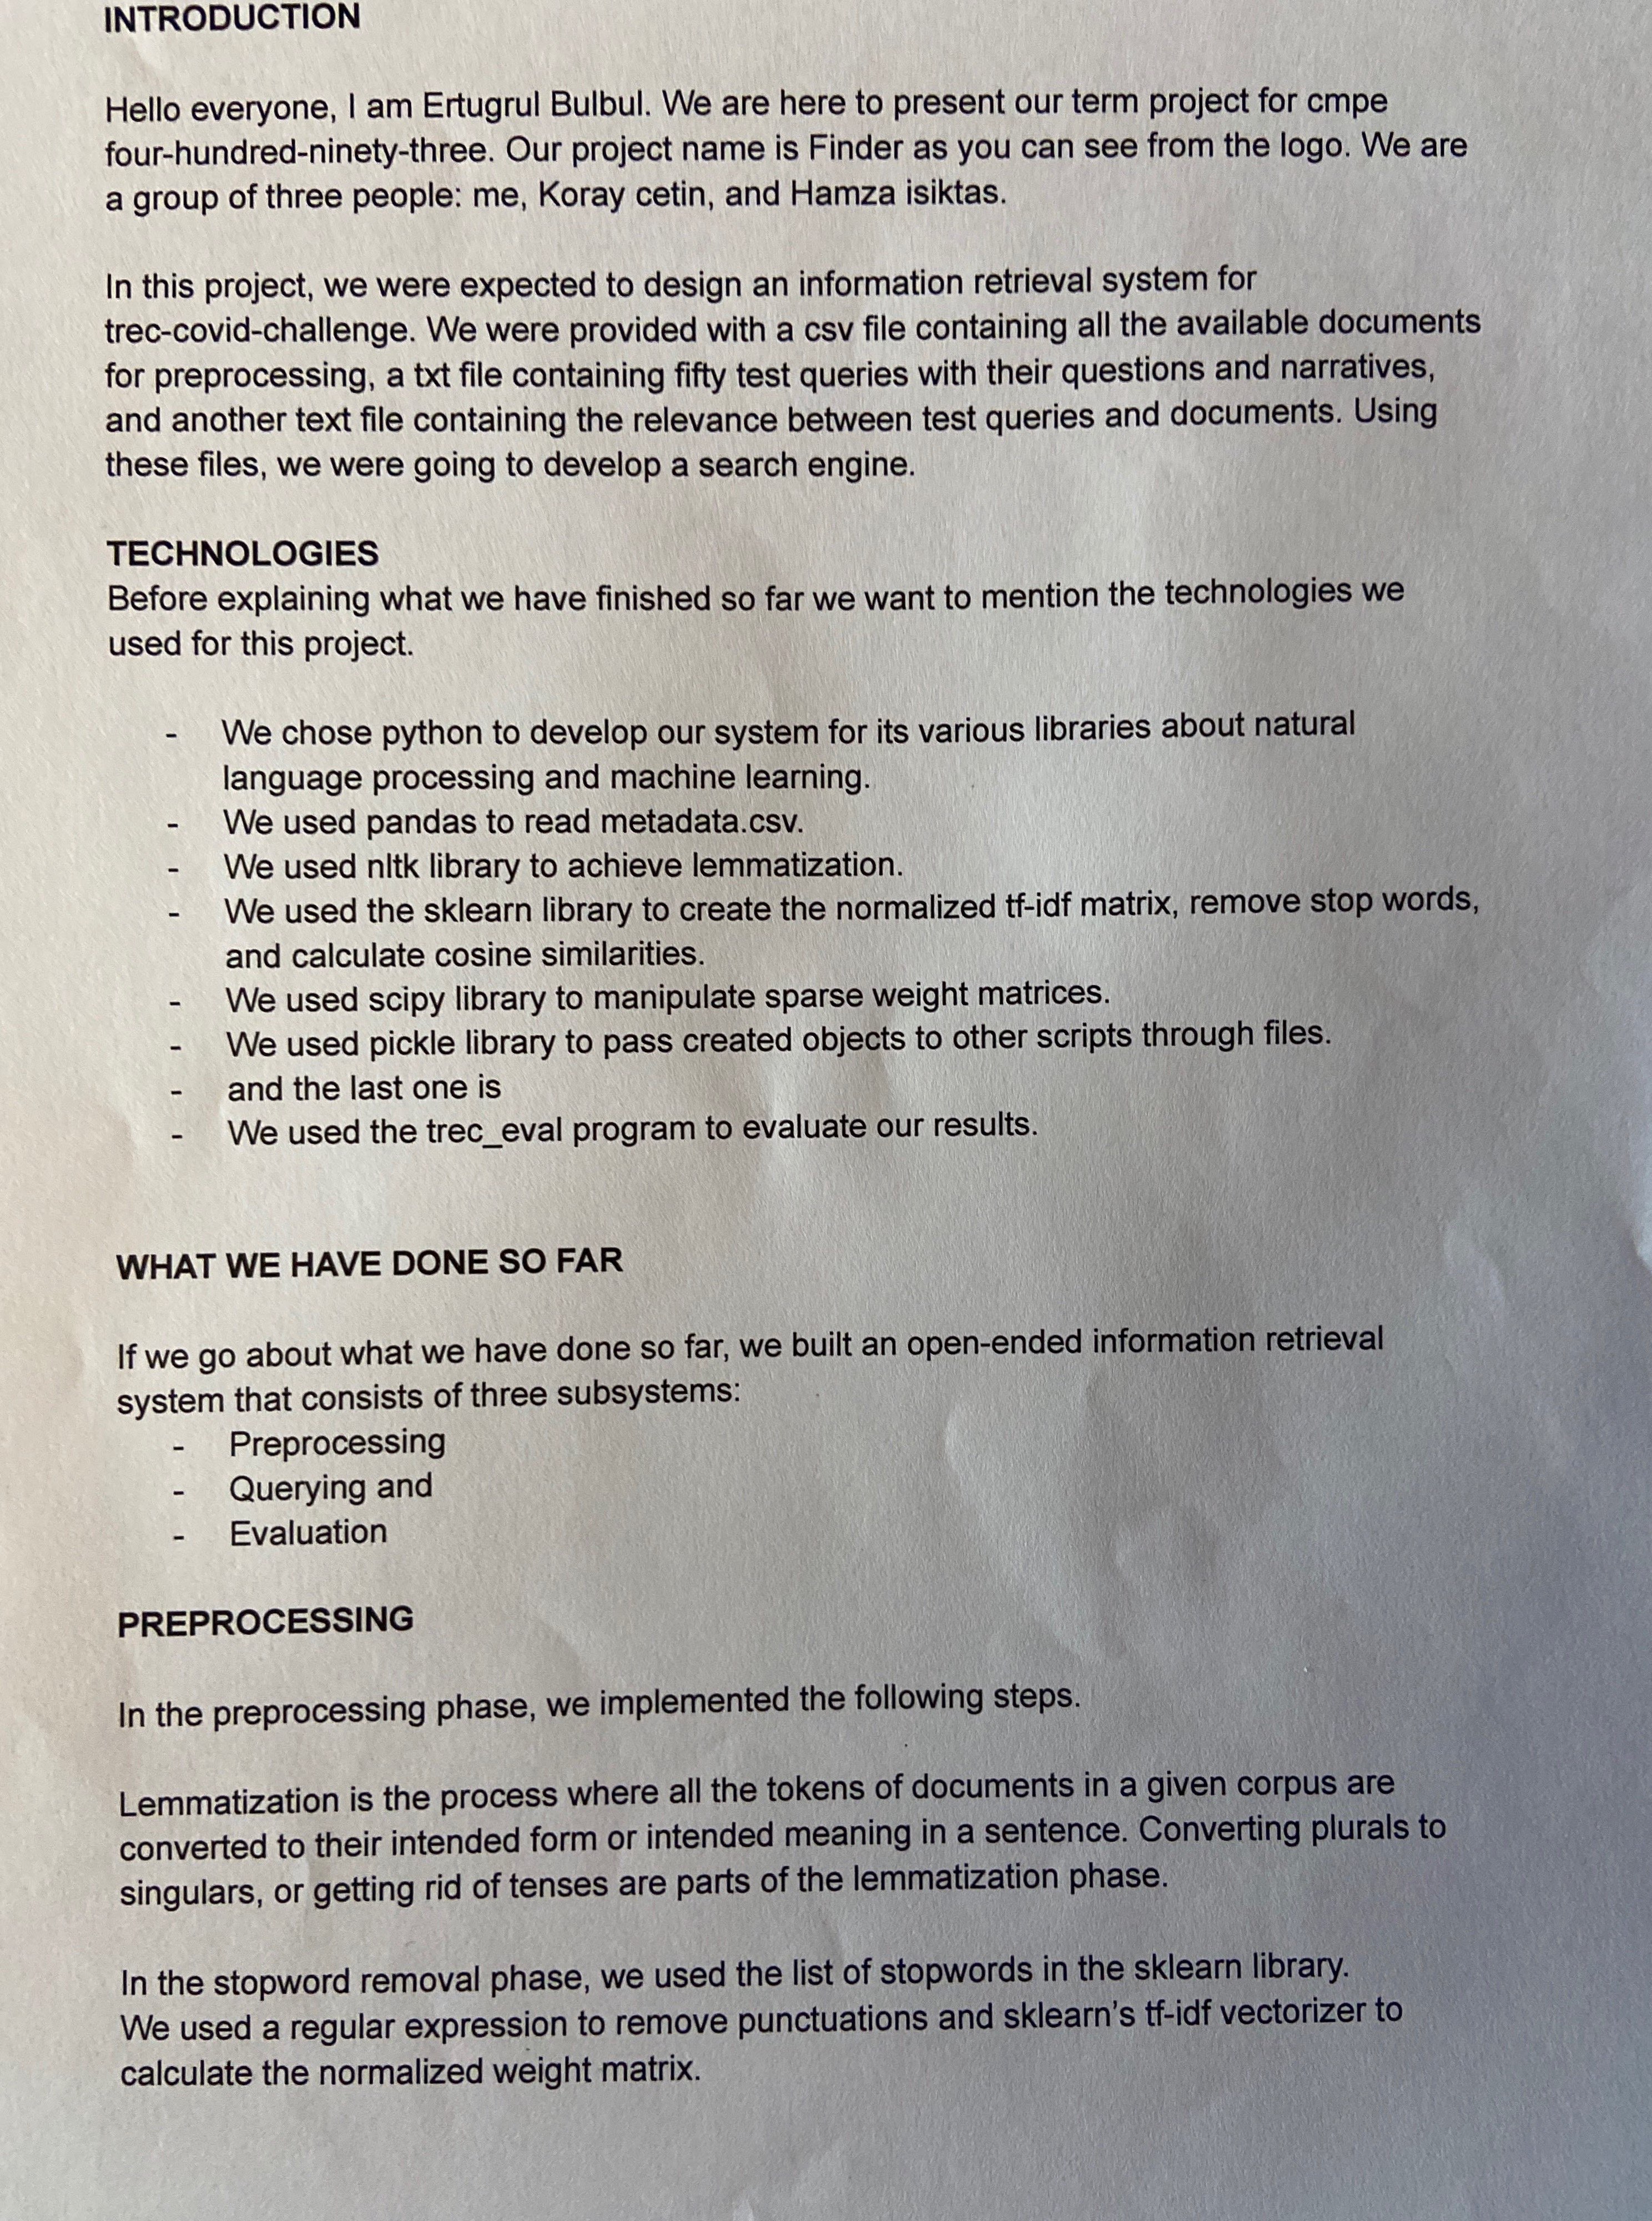 INTRODUCTION
Hello everyone, I am Ertugrul Bulbul. We are here to present our term project for cmpe
four-hundred-ninety-three. Our project name is Finder as you can see from the logo. We are
a group of three people: me, Koray cetin, and Hamza isiktas.
In this project, we were expected to design an information retrieval system for
trec-covid-challenge. We were provided with a csv file containing all the available documents
for preprocessing, a txt file containing fifty test queries with their questions and narratives,
and another text file containing the relevance between test queries and documents. Using
these files, we were going to develop a search engine.
TECHNOLOGIES
Before explaining what we have finished so far we want to mention the technologies we
used for this project.
- We chose python to develop our system for its various libraries about natural
language processing and machine learning.
- We used pandas to read metadata.csv.
- We used nltk library to achieve lemmatization.
- We used the sklearn library to create the normalized tf-idf matrix, remove stop words,
and calculate cosine similarities.
- We used scipy library to manipulate sparse weight matrices.
- We used pickle library to pass created objects to other scripts through files.
- and the last one is
- We used the trec_eval program to evaluate our results.
WHAT WE HAVE DONE SO FAR
If we go about what we have done so far, we built an open-ended information retrieval
system that consists of three subsystems:
- Preprocessing
- Querying and
- Evaluation
PREPROCESSING
In the preprocessing phase, we implemented the following steps.
Lemmatization is the process where all the tokens of documents in a given corpus are
converted to their intended form or intended meaning in a sentence. Converting plurals to
singulars, or getting rid of tenses are parts of the lemmatization phase.
In the stopword removal phase, we used the list of stopwords in the sklearn library.
We used a regular expression to remove punctuations and sklearn's tf-idf vectorizer to
calculate the normalized weight matrix.